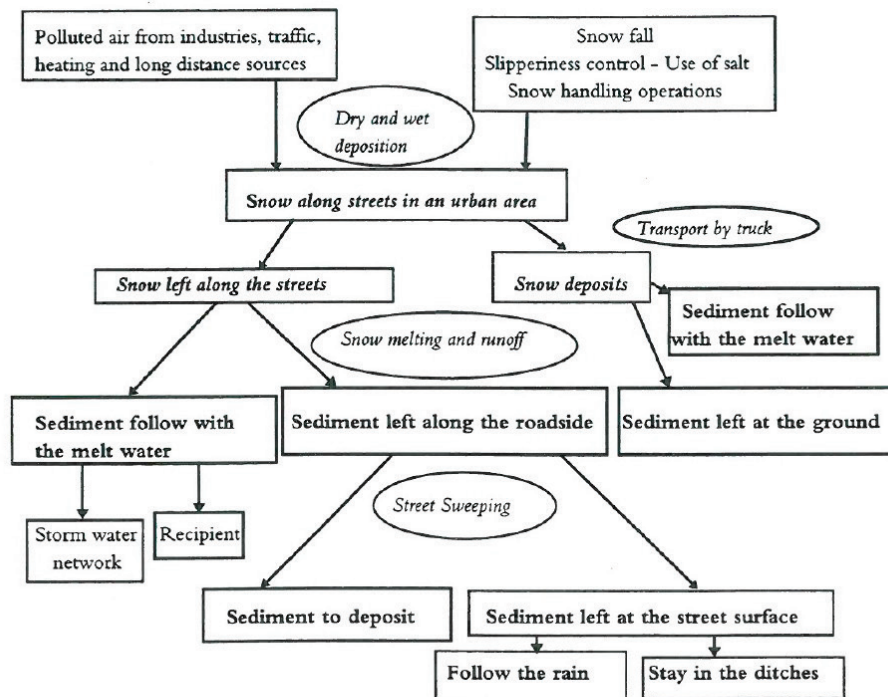 Polluted air from industries, traffic,
heating and long distance sources
Snow fall
Slipperiness control - Use of salt
Snow handling operations
Dry and wet
deposition
Snow along streets in an urban area
Transport by truck
Snow left along the streets
Snow deposits
Sediment follow
with the melt water
Snow melting and runoff
Sediment follow with
the melt water
Sediment left along the roadside
Sediment left at the ground
Street Sweeping
Storm water
network
Recipient
Sediment to deposit
Sediment left at the street surface
Follow the rain
Stay in the ditches